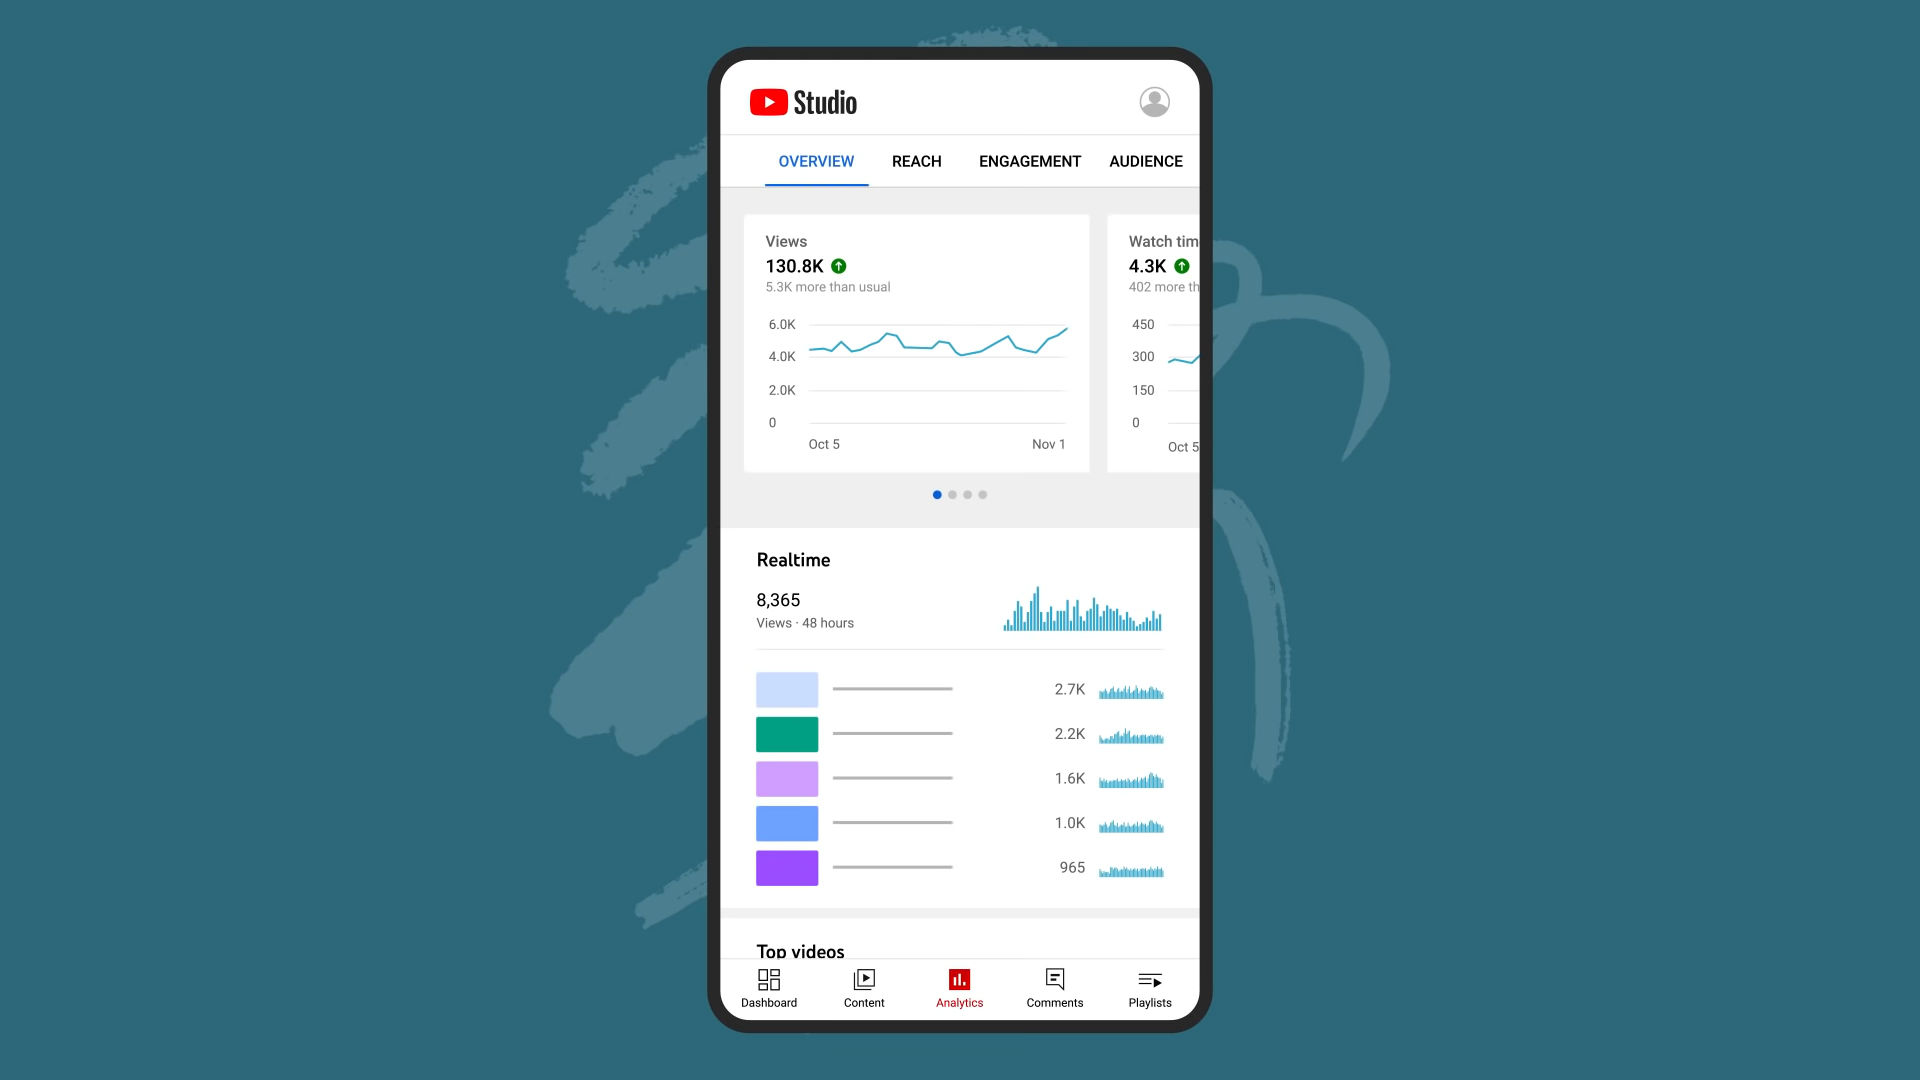 Studio
OVERVIEW REACH ENGAGEMENT AUDIENCE
Views
130.8K
5.3K more than usual
6.0K
4.0K
2.0K
0
Oct 5 Nov 1
Watch tim
4.3K
402 more th
450
300
150
0
Oct 5
Realtime
8,365
Views · 48 hours
2.7K
2.2K
1.6K
1.0K
965
Top videos
Dashboard Content Analytics Comments Playlists